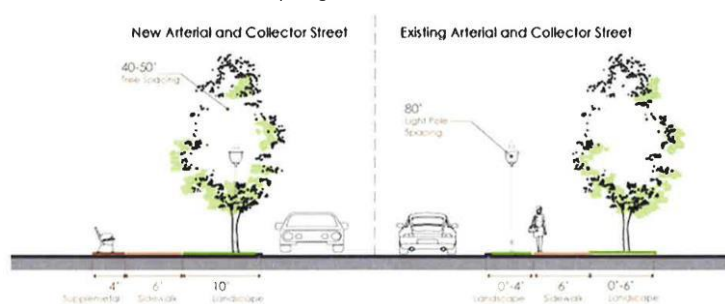 New Arterial and Collector Street
Existing Arterial and Collector Street
40-50'
Tree Spacing
80'
Light Pole
Spacing
4'
6'
10'
0'-4'
6'
0'-6'
Supplemental
Sidewalk
Landscape
Landscape
Sidewalk
Landscape